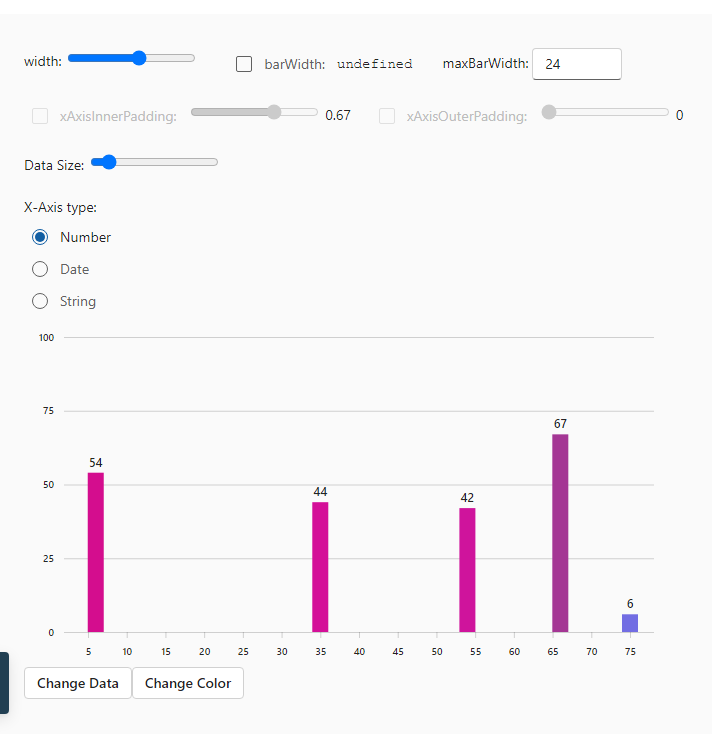 width: barWidth: undefined maxBarWidth: 24
xAxisInnerPadding: 0.67 xAxisOuterPadding: 0
Data Size:
X-Axis type:
Number
Date
String
100
75
67
54
50
44
42
25
6
0
5 10 15 20 25 30 35 40 45 50 55 60 65 70 75
Change Data Change Color